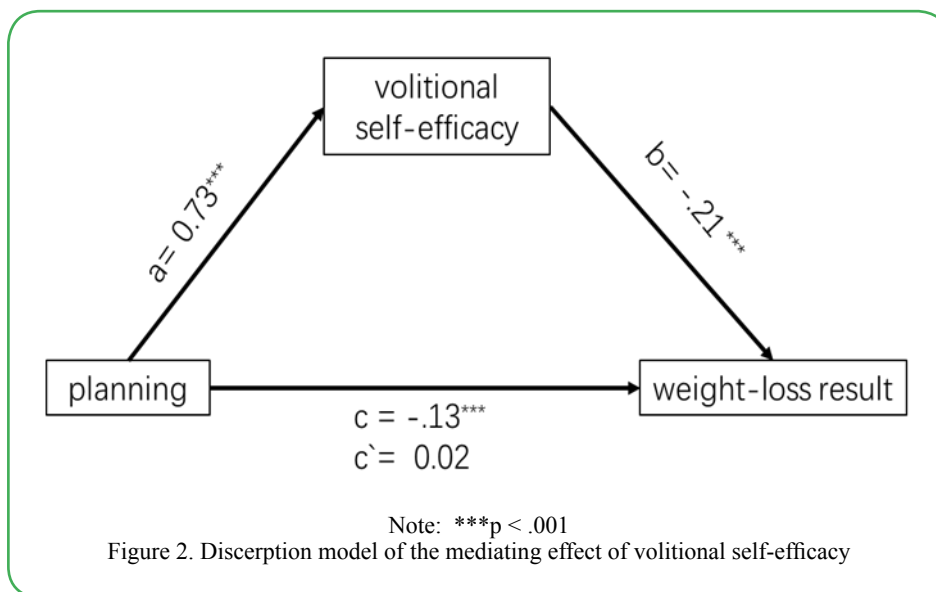 volitional
self-efficacy
a= 0.73***
b= -.21 ***
planning
weight-loss result
c = -.13***
c`= 0.02
Note: ***p < .001
Figure 2. Discerption model of the mediating effect of volitional self-efficacy